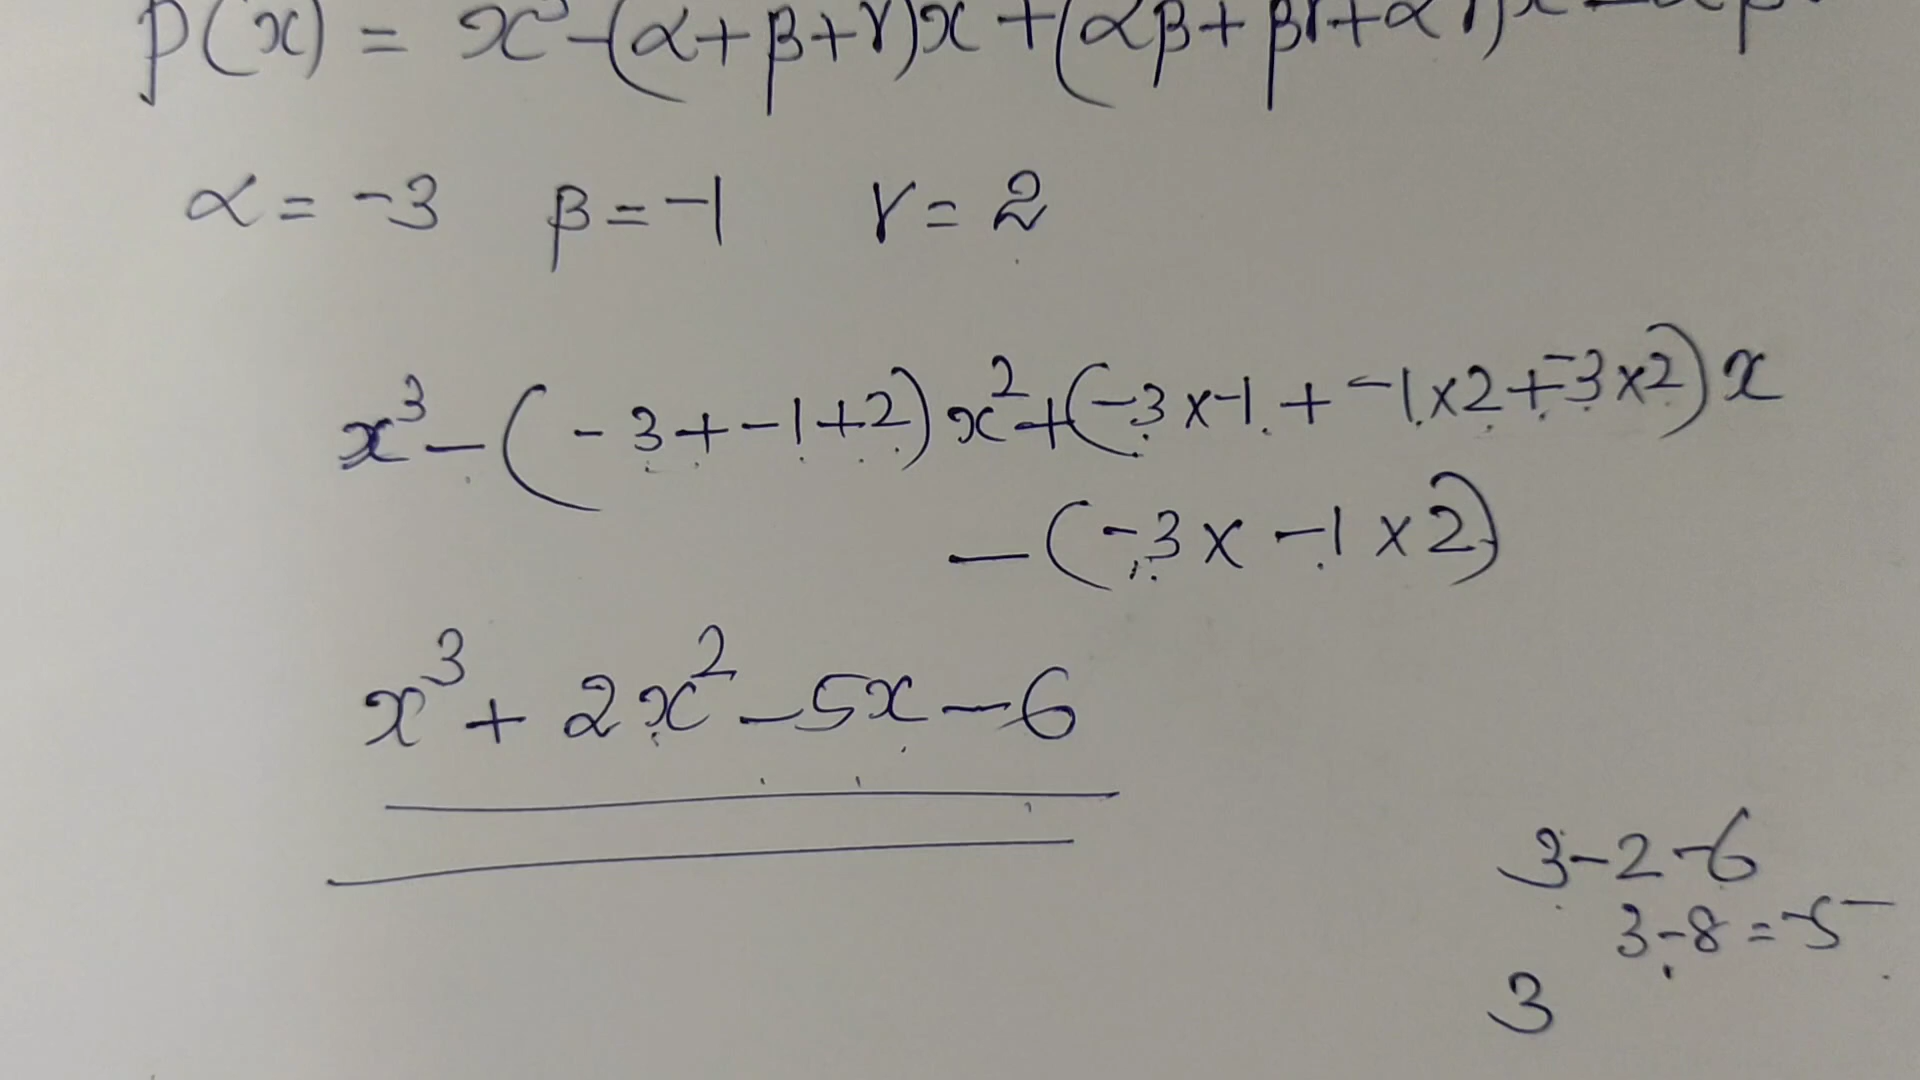 p(x) = x³-(α+β+γ)x+(αβ+βγ+αγ)x
α = -3 β = -1 γ = 2
x³-(-3+-1+2)x²+(-3×-1+-1×2+-3×2)x
-(-3×-1×2)
x³+2x²-5x-6
3-2-6
3-8=-5
3